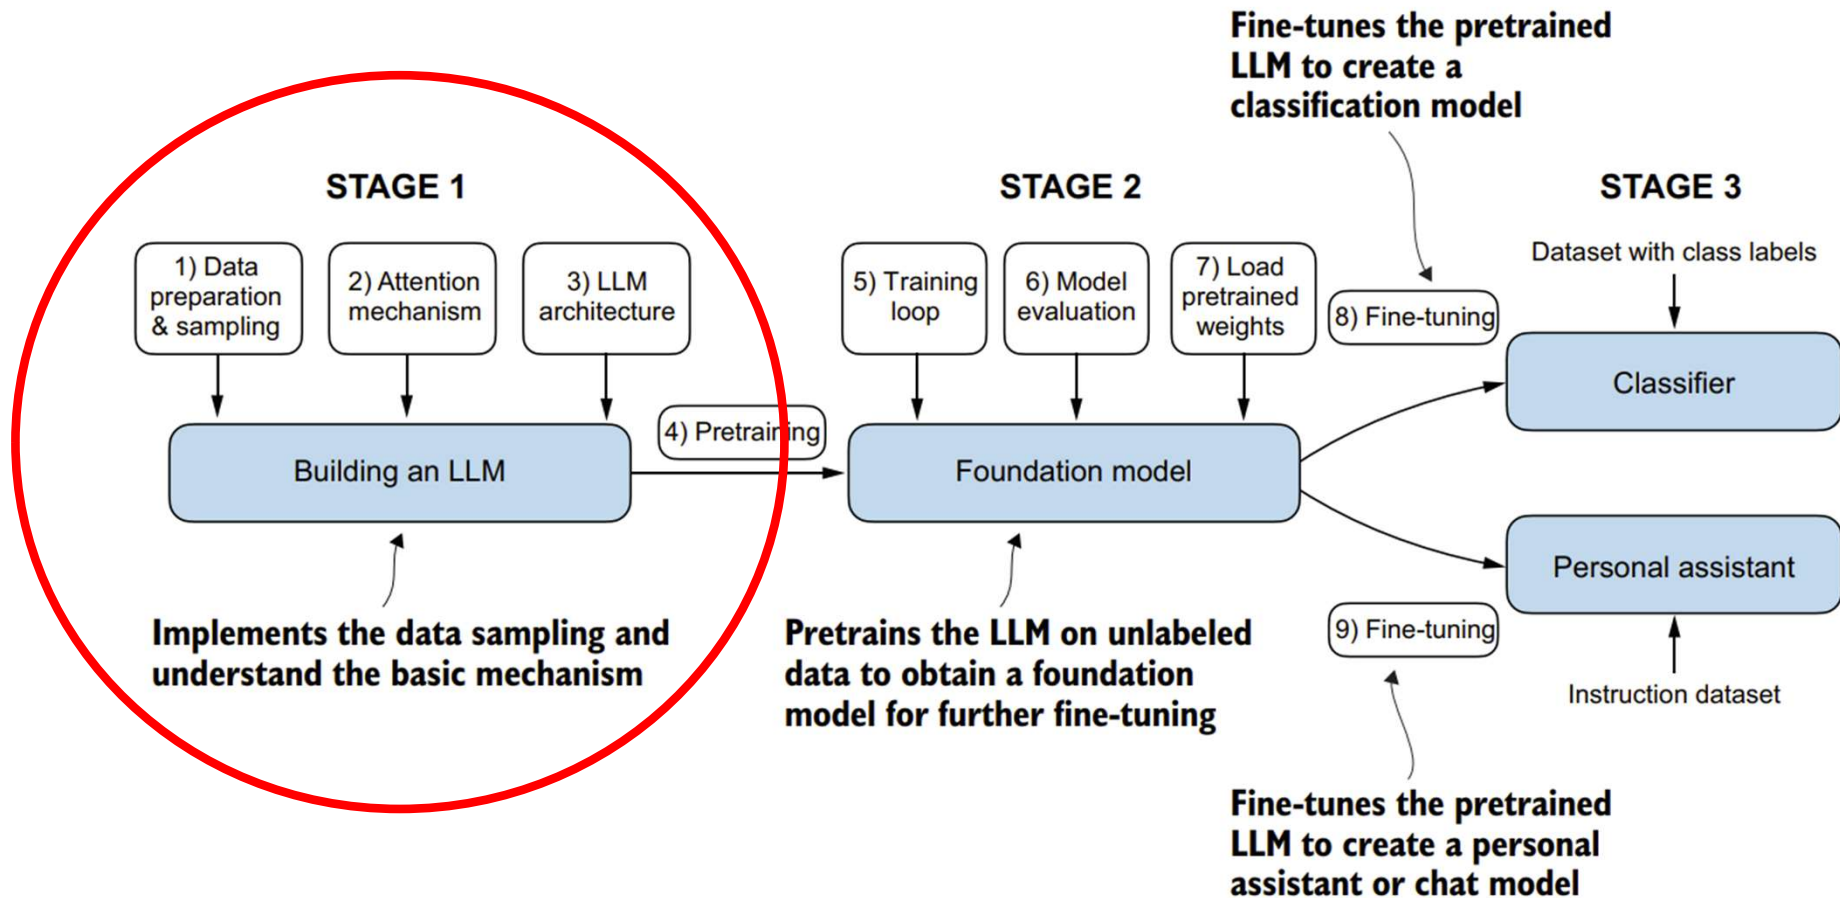 Fine-tunes the pretrained
LLM to create a
classification model
STAGE 1
STAGE 2
STAGE 3
1) Data
preparation
& sampling
2) Attention
mechanism
3) LLM
architecture
5) Training
loop
6) Model
evaluation
7) Load
pretrained
weights
8) Fine-tuning
Dataset with class labels
Classifier
4) Pretraining
Building an LLM
Foundation model
Personal assistant
Implements the data sampling and
understand the basic mechanism
Pretrains the LLM on unlabeled
data to obtain a foundation
model for further fine-tuning
9) Fine-tuning
Instruction dataset
Fine-tunes the pretrained
LLM to create a personal
assistant or chat model